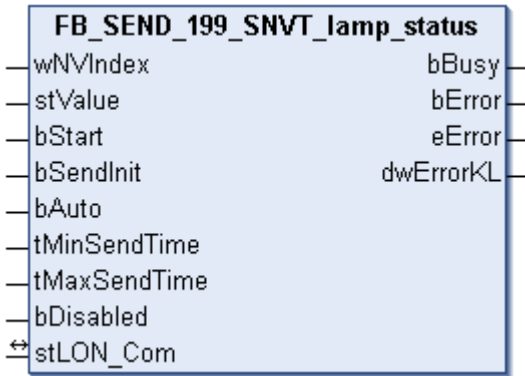 FB_SEND_199_SNVT_lamp_status
wNVIndex bBusy
stValue bError
bStart eError
bSendInit dwErrorKL
bAuto
tMinSendTime
tMaxSendTime
bDisabled
stLON_Com